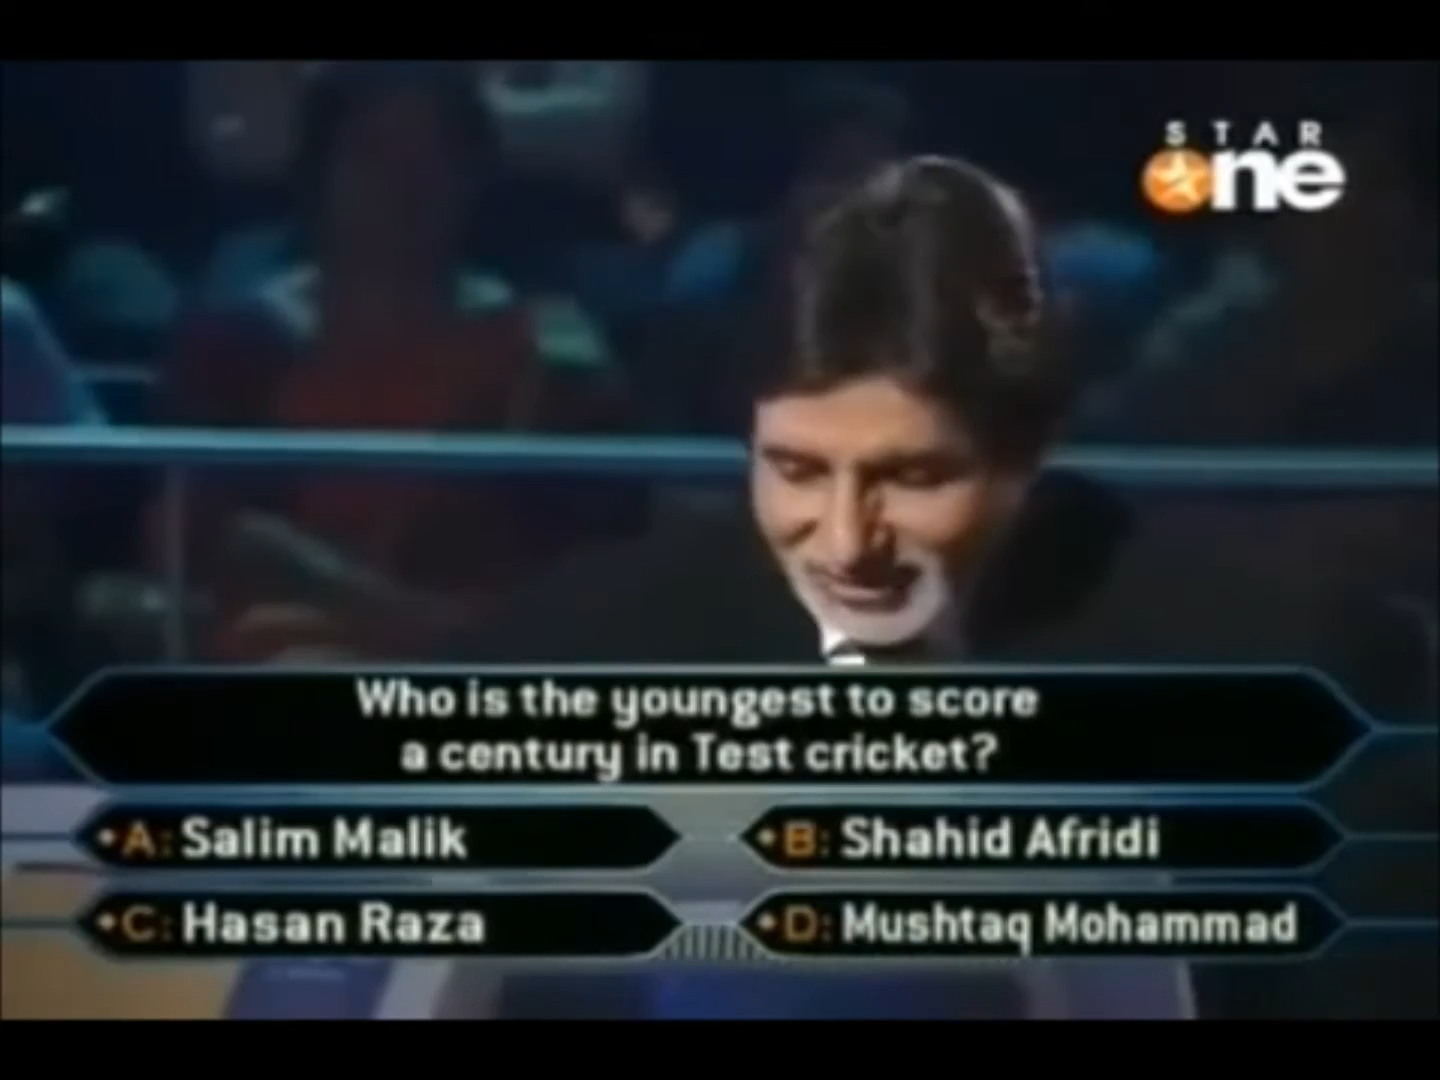 STAR
one
Who is the youngest to score
a century in Test cricket?
A: Salim Malik
B: Shahid Afridi
C: Hasan Raza
D: Mushtaq Mohammad